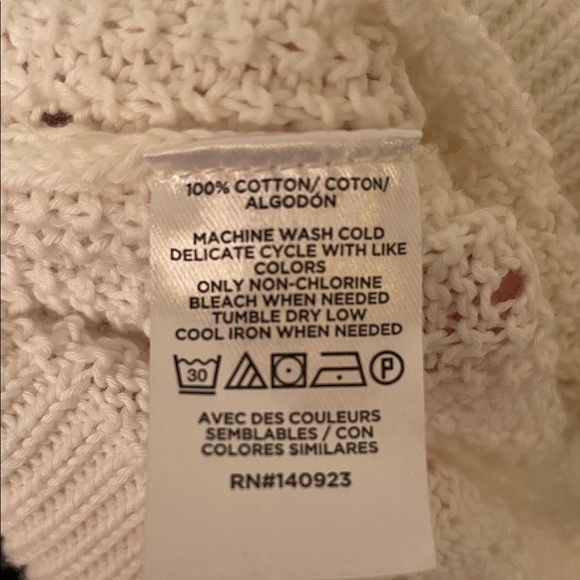 100% COTTON/ COTON/
ALGODÓN
MACHINE WASH COLD
DELICATE CYCLE WITH LIKE
COLORS
ONLY NON-CHLORINE
BLEACH WHEN NEEDED
TUMBLE DRY LOW
COOL IRON WHEN NEEDED
30 P
AVEC DES COULEURS
SEMBLABLES / CON
COLORES SIMILARES
RN#140923